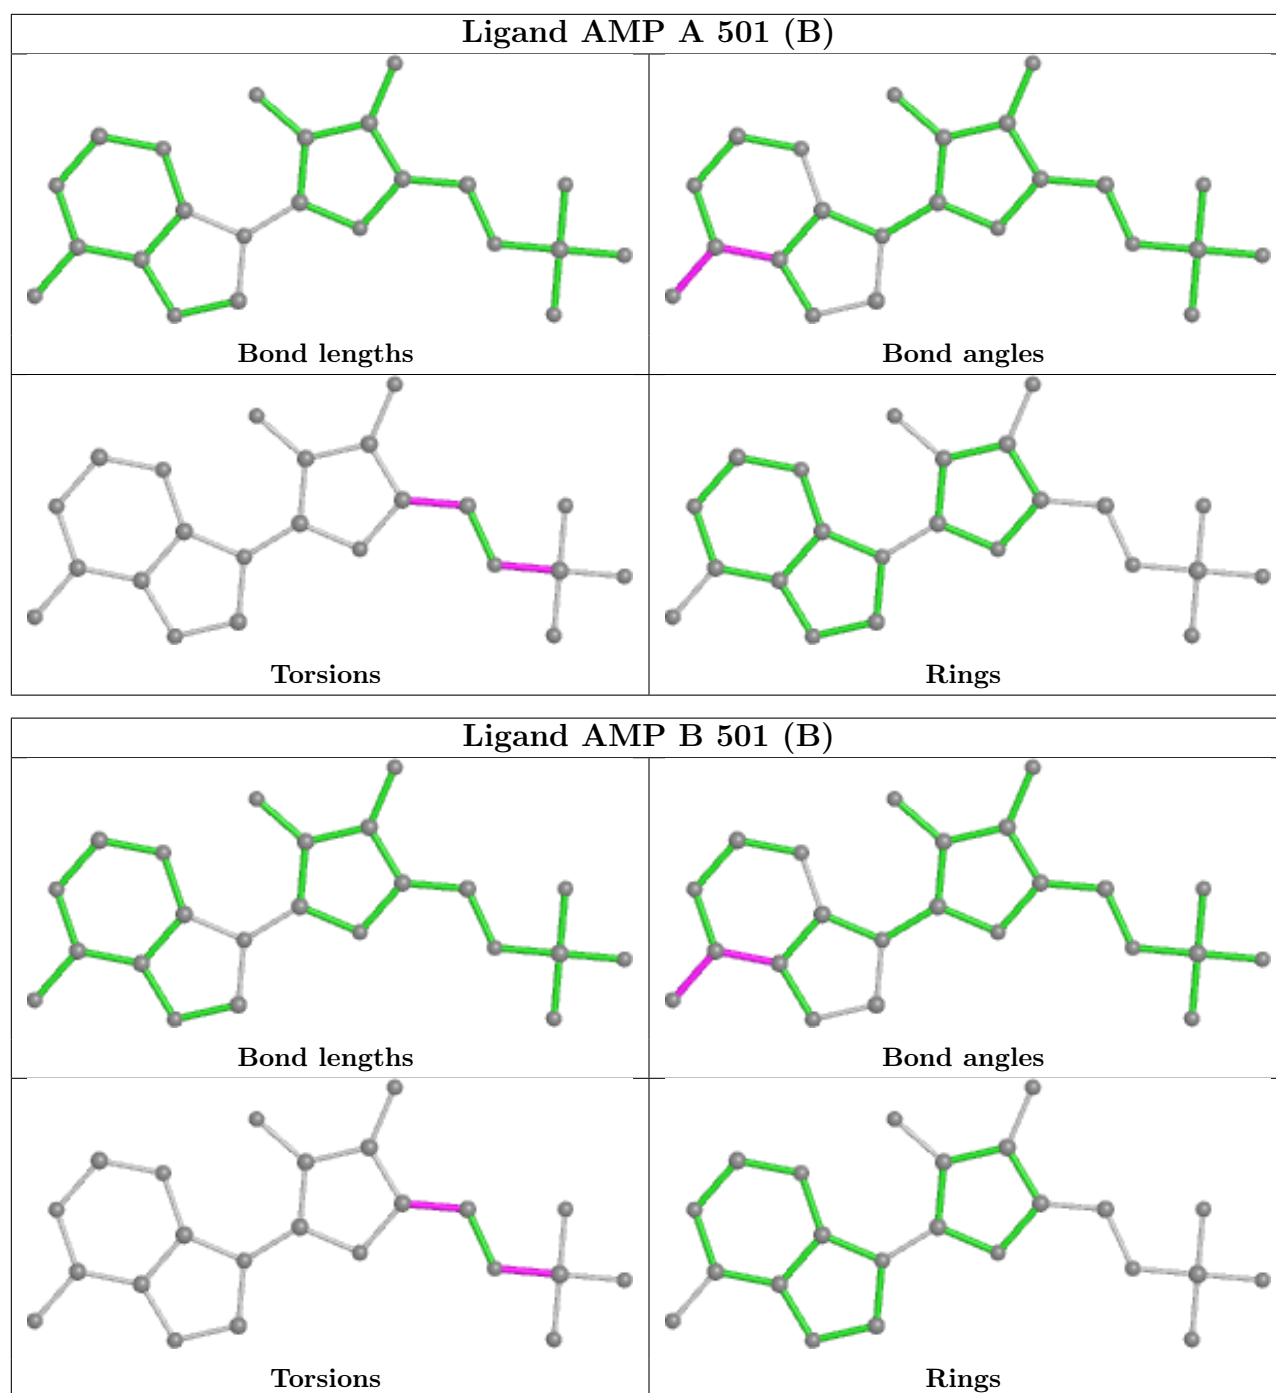 Ligand AMP A 501 (B)
Bond lengths
Bond angles
Torsions
Rings
Ligand AMP B 501 (B)
Bond lengths
Bond angles
Torsions
Rings